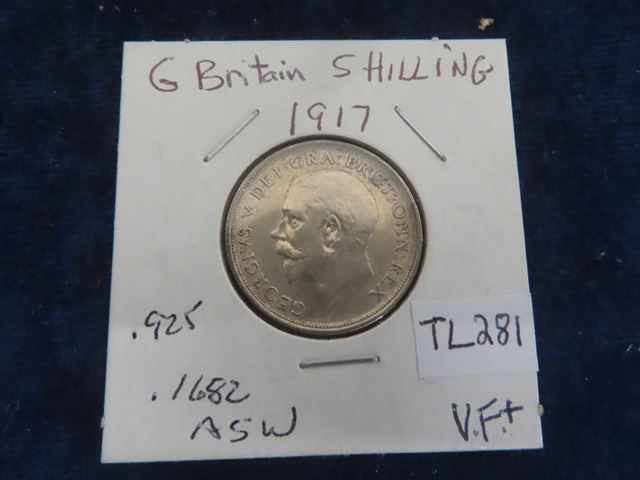 G Britain SHILLING
1917
GEORGIVS V DEI·GRA: BRITT: OMN: REX
.925
TL281
.1682
ASW
V.F.+